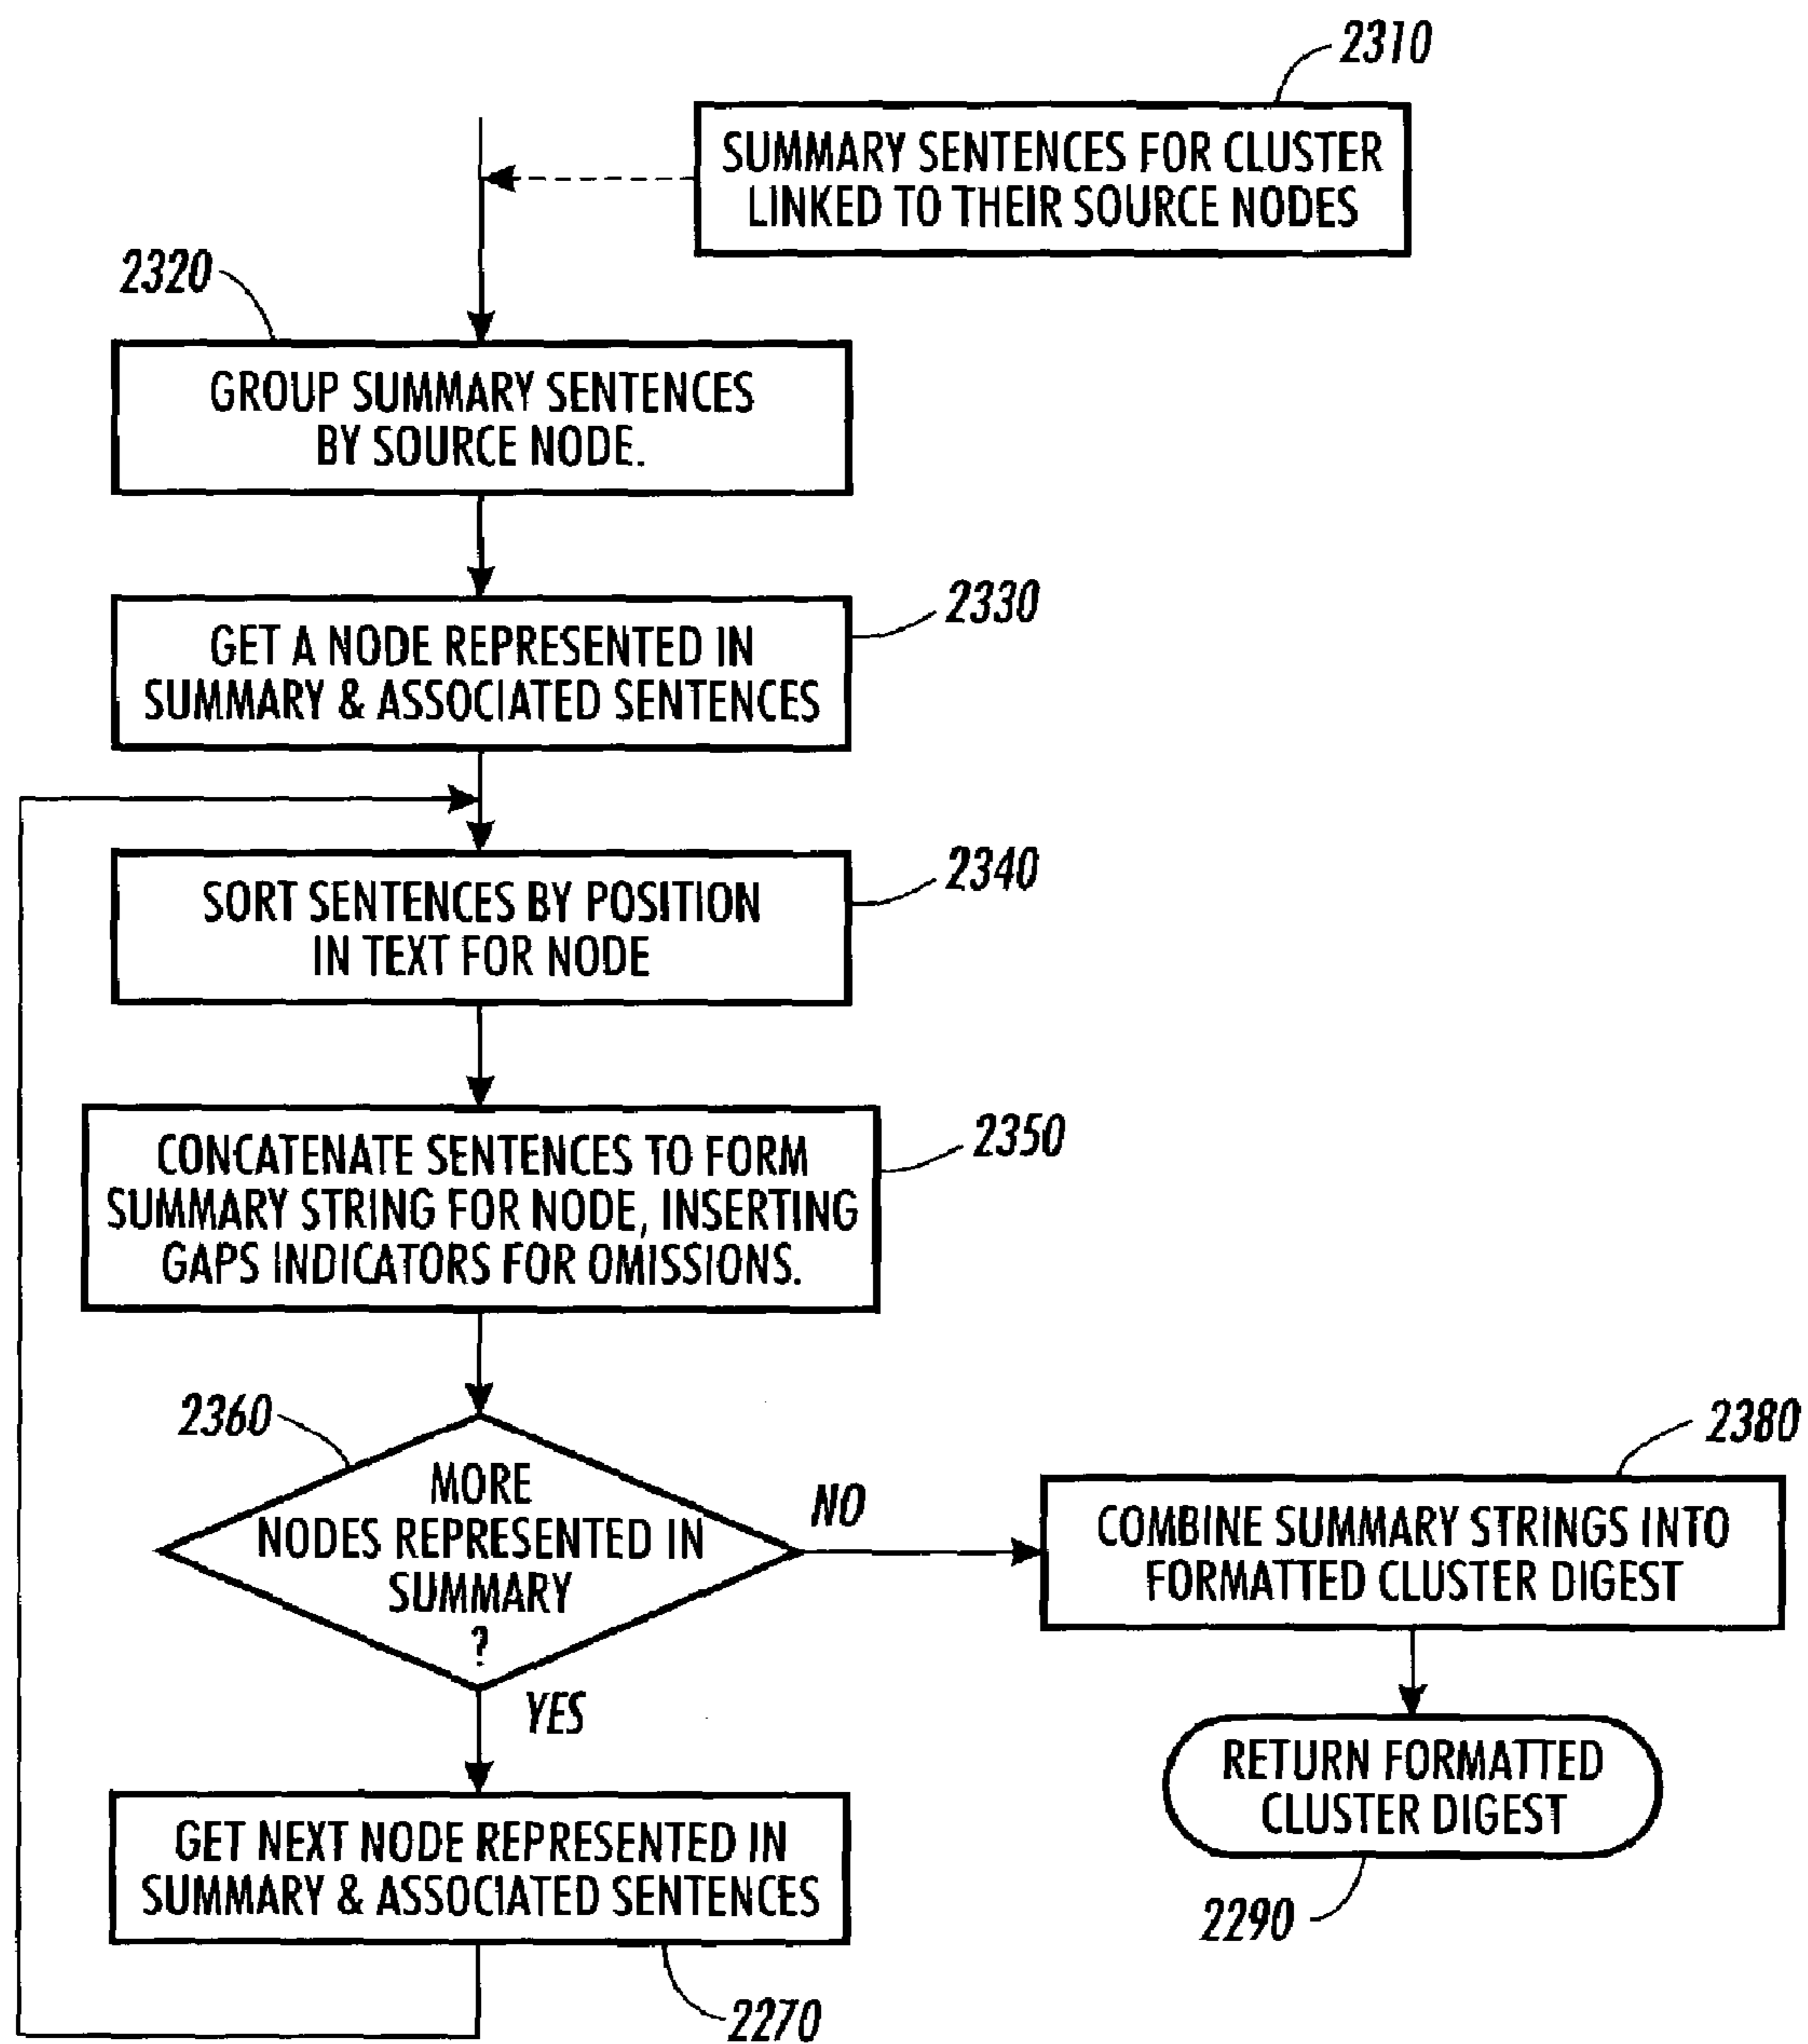 2310
SUMMARY SENTENCES FOR CLUSTER
LINKED TO THEIR SOURCE NODES
2320
GROUP SUMMARY SENTENCES
BY SOURCE NODE.
2330
GET A NODE REPRESENTED IN
SUMMARY & ASSOCIATED SENTENCES
2340
SORT SENTENCES BY POSITION
IN TEXT FOR NODE
2350
CONCATENATE SENTENCES TO FORM
SUMMARY STRING FOR NODE, INSERTING
GAPS INDICATORS FOR OMISSIONS.
2360
MORE
NODES REPRESENTED IN
SUMMARY
?
NO
YES
2380
COMBINE SUMMARY STRINGS INTO
FORMATTED CLUSTER DIGEST
RETURN FORMATTED
CLUSTER DIGEST
2290
GET NEXT NODE REPRESENTED IN
SUMMARY & ASSOCIATED SENTENCES
2270